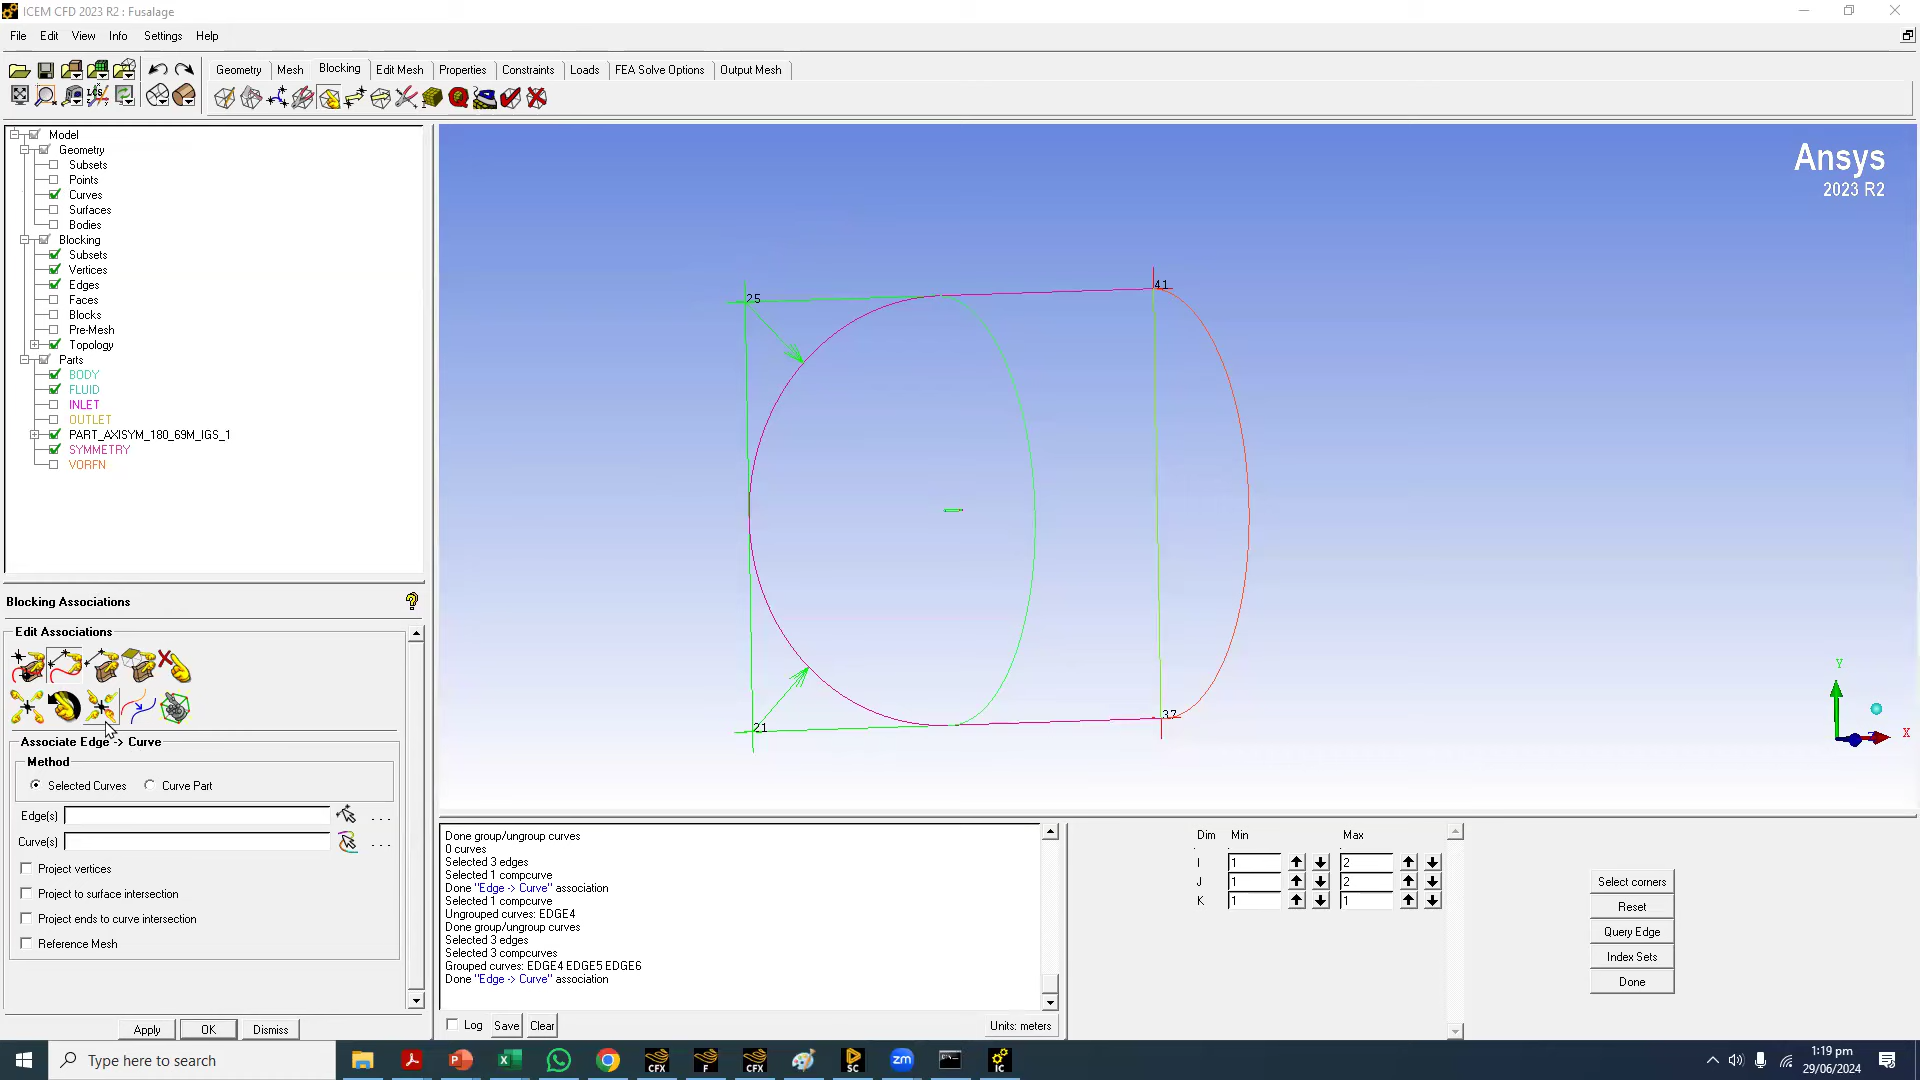 ICEM CFD 2023 R2 : Fusalage
File Edit View Info Settings Help
Geometry Mesh Blocking Edit Mesh Properties Constraints Loads FEA Solve Options Output Mesh
LCS
Model
Geometry
Subsets
Points
Curves
Surfaces
Bodies
Blocking
Subsets
Vertices
Edges
Faces
Blocks
Pre-Mesh
Topology
Parts
BODY
FLUID
INLET
OUTLET
PART_AXISYM_180_69M_IGS_1
SYMMETRY
VORFN
Ansys
2023 R2
25
41
21
37
Y
X
Blocking Associations
Edit Associations
Associate Edge -> Curve
Method
Selected Curves Curve Part
Edge(s) ...
Curve(s) ...
Project vertices
Project to surface intersection
Project ends to curve intersection
Reference Mesh
Apply OK Dismiss
Done group/ungroup curves
0 curves
Selected 3 edges
Selected 1 compcurve
Done "Edge -> Curve" association
Selected 1 compcurve
Ungrouped curves: EDGE4
Done group/ungroup curves
Selected 3 edges
Selected 3 compcurves
Grouped curves: EDGE4 EDGE5 EDGE6
Done "Edge -> Curve" association
Log Save Clear Units: meters
Dim Min Max
I 1 2
J 1 2
K 1 1
Select corners
Reset
Query Edge
Index Sets
Done
Type here to search
CFX F CFX SC zm IC
1:19 pm
29/06/2024